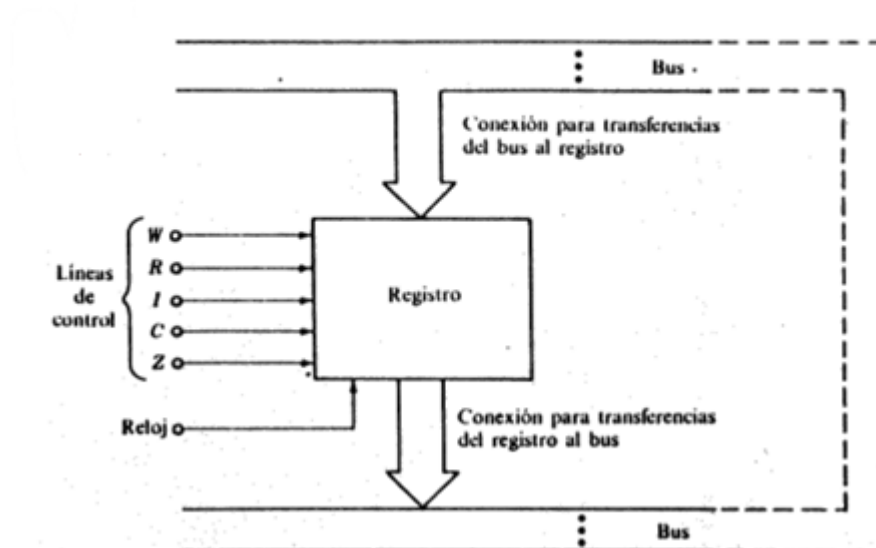 Bus
Conexión para transferencias
del bus al registro
W
R
Líneas
de
control
I
C
Z
Registro
Reloj
Conexión para transferencias
del registro al bus
Bus